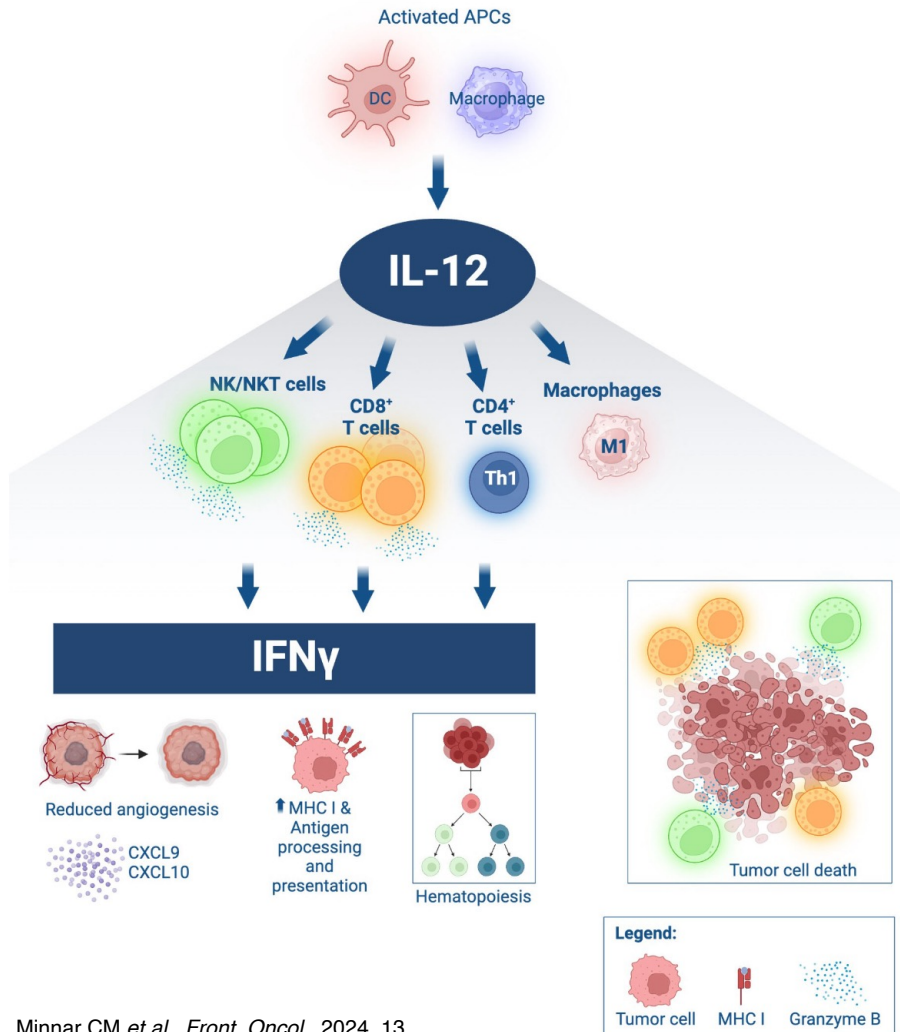 Activated APCs
DC
Macrophage
IL-12
NK/NKT cells
CD8⁺
T cells
CD4⁺
T cells
Macrophages
Th1
M1
IFNγ
Reduced angiogenesis
CXCL9
CXCL10
MHC I &
Antigen
processing
and
presentation
Hematopoiesis
Tumor cell death
Legend:
Tumor cell
MHC I
Granzyme B
Minnar CM et al., Front. Oncol., 2024, 13